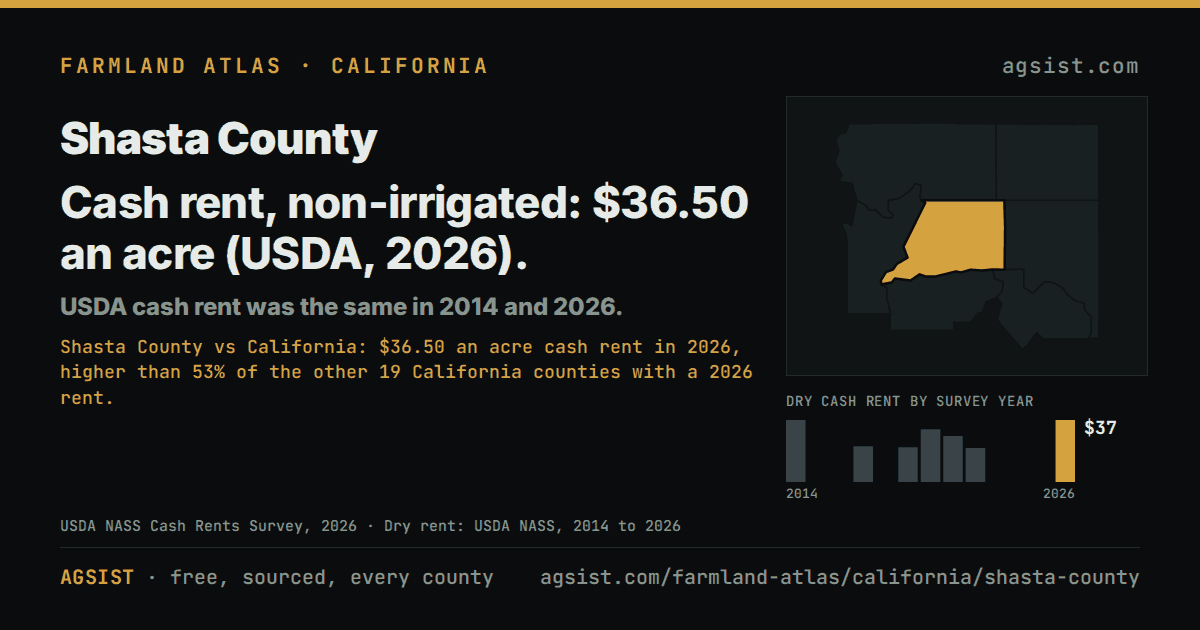 FARMLAND ATLAS · CALIFORNIA
agsist.com
Shasta County
Cash rent, non-irrigated: $36.50
an acre (USDA, 2026).
USDA cash rent was the same in 2014 and 2026.
Shasta County vs California: $36.50 an acre cash rent in 2026,
higher than 53% of the other 19 California counties with a 2026
rent.
DRY CASH RENT BY SURVEY YEAR
$37
2014
2026
USDA NASS Cash Rents Survey, 2026 · Dry rent: USDA NASS, 2014 to 2026
AGSIST · free, sourced, every county
agsist.com/farmland-atlas/california/shasta-county